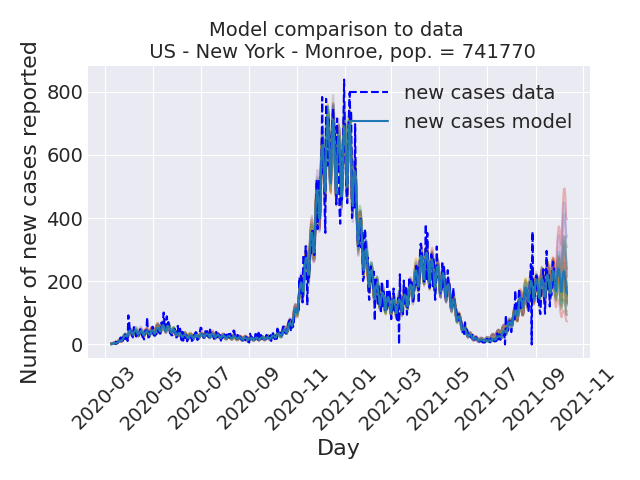 Model comparison to data
US - New York - Monroe, pop. = 741770
Number of new cases reported
800
600
400
200
0
new cases data
new cases model
2020-03
2020-05
2020-07
2020-09
2020-11
2021-01
2021-03
2021-05
2021-07
2021-09
2021-11
Day